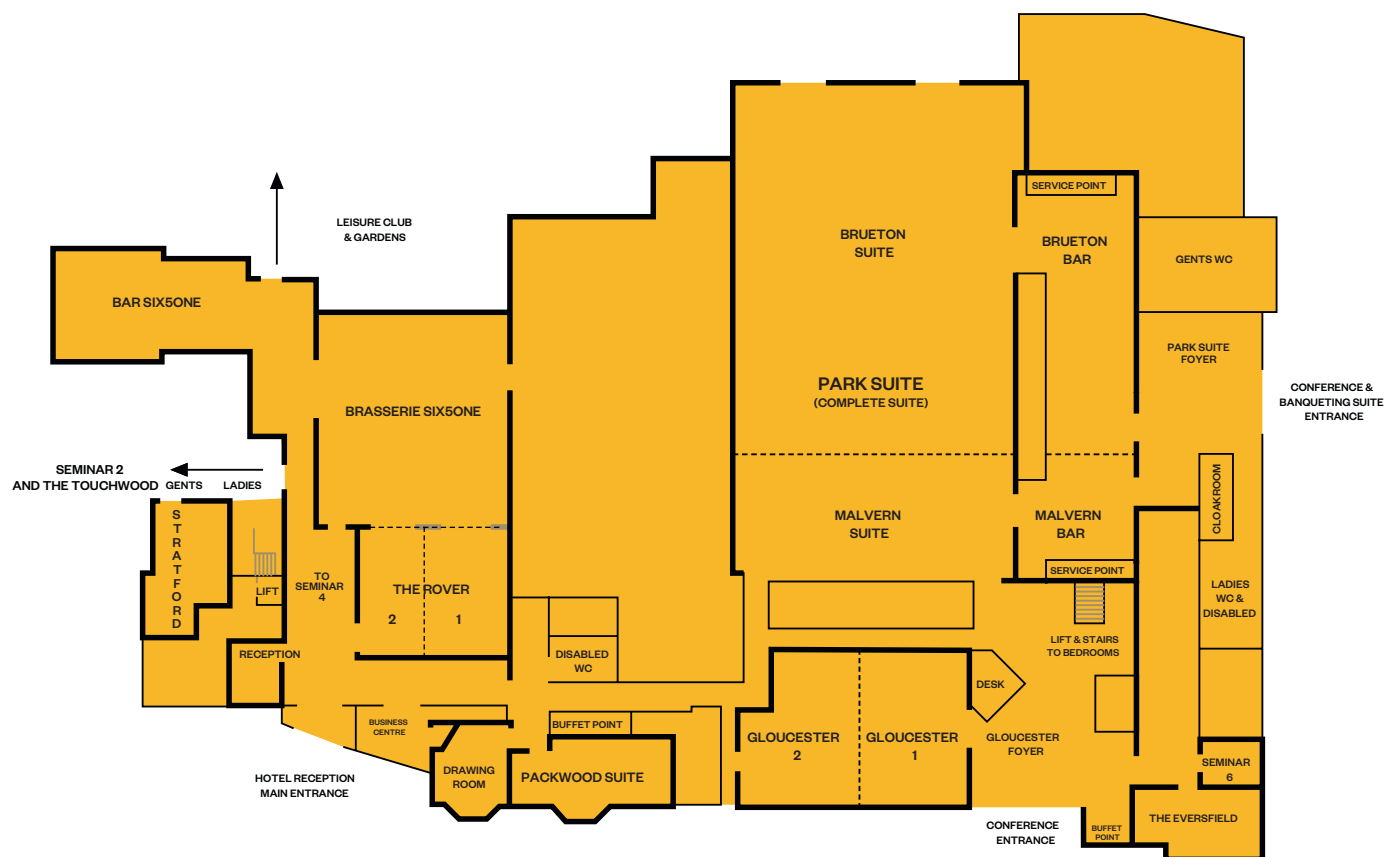 SERVICE POINT
LEISURE CLUB
& GARDENS
BRUETON
SUITE
BRUETON
BAR
GENTS WC
BAR SIX5ONE
PARK SUITE
FOYER
PARK SUITE
(COMPLETE SUITE)
BRASSERIE SIX5ONE
CONFERENCE &
BANQUETING SUITE
ENTRANCE
SEMINAR 2
AND THE TOUCHWOOD
GENTS
LADIES
STRATFORD
CLOAKROOM
MALVERN
SUITE
MALVERN
BAR
SERVICE POINT
TO
SEMINAR
4
LIFT
THE ROVER
2
1
LADIES
WC &
DISABLED
LIFT & STAIRS
TO BEDROOMS
RECEPTION
DISABLED
WC
DESK
BUSINESS
CENTRE
BUFFET POINT
GLOUCESTER
2
GLOUCESTER
1
GLOUCESTER
FOYER
HOTEL RECEPTION
MAIN ENTRANCE
DRAWING
ROOM
PACKWOOD SUITE
SEMINAR
6
CONFERENCE
ENTRANCE
BUFFET
POINT
THE EVERSFIELD